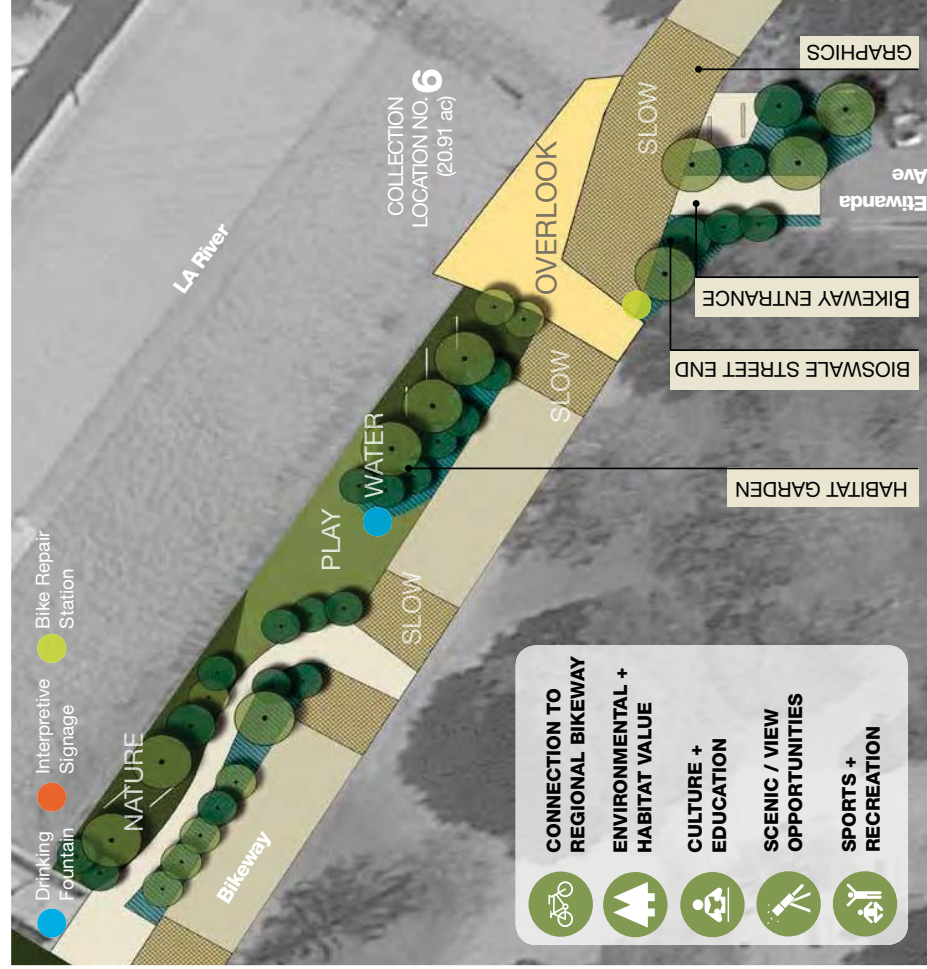 Drinking
Fountain
Interpretive
Signage
Bike Repair
Station
LA River
COLLECTION
LOCATION NO. 6
(20.91 ac)
NATURE
PLAY
WATER
OVERLOOK
SLOW
SLOW
SLOW
Bikeway
GRAPHICS
Etiwanda
Ave
BIKEWAY ENTRANCE
BIOSWALE STREET END
HABITAT GARDEN
CONNECTION TO
REGIONAL BIKEWAY
ENVIRONMENTAL +
HABITAT VALUE
CULTURE +
EDUCATION
SCENIC / VIEW
OPPORTUNITIES
SPORTS +
RECREATION